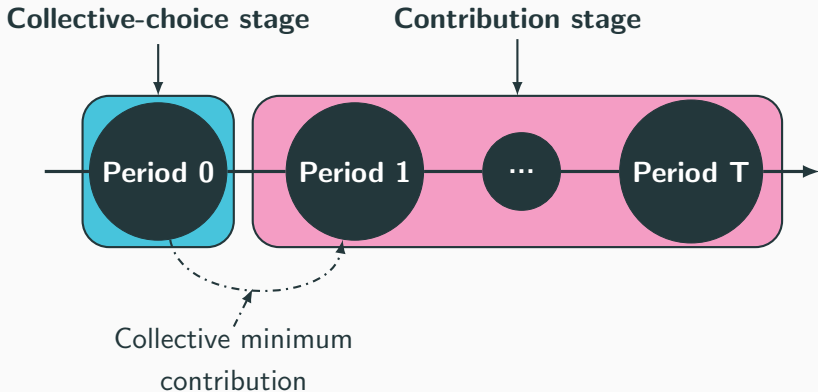 Collective-choice stage
Contribution stage
Period 0
Period 1
...
Period T
Collective minimum
contribution